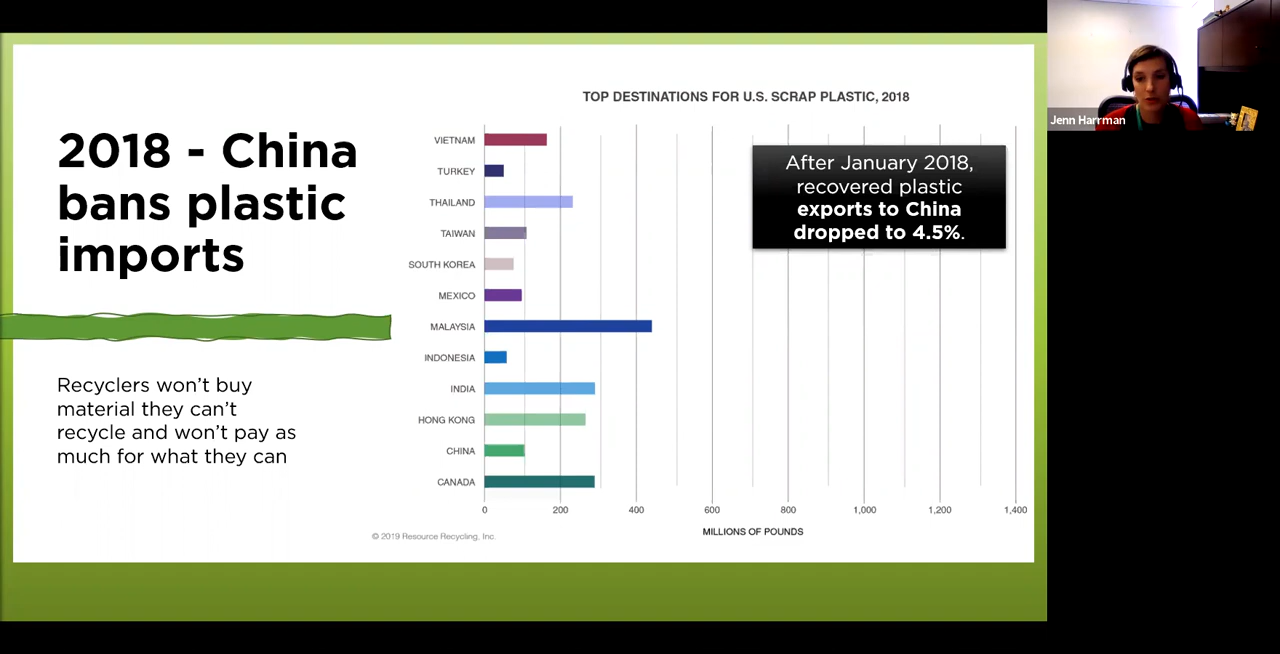 2018 - China
bans plastic
imports
Recyclers won’t buy
material they can’t
recycle and won’t pay as
much for what they can
TOP DESTINATIONS FOR U.S. SCRAP PLASTIC, 2018
After January 2018,
recovered plastic
exports to China
dropped to 4.5%.
VIETNAM
TURKEY
THAILAND
TAIWAN
SOUTH KOREA
MEXICO
MALAYSIA
INDONESIA
INDIA
HONG KONG
CHINA
CANADA
0 200 400 600 800 1,000 1,200 1,400
MILLIONS OF POUNDS
© 2019 Resource Recycling, Inc.
Jenn Harrman